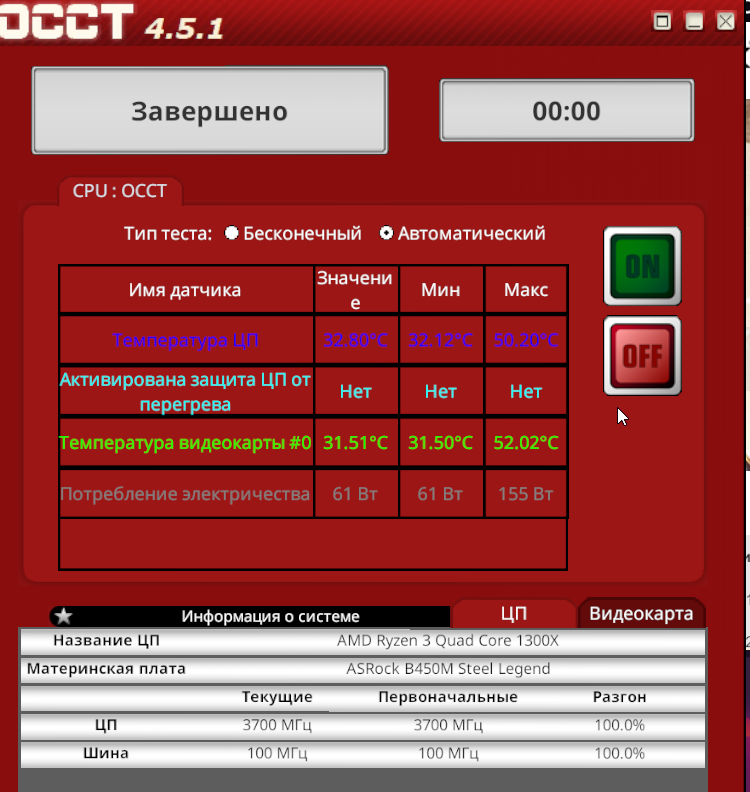 OCCT 4.5.1
Завершено
00:00
CPU : OCCT
Тип теста: Бесконечный Автоматический
ON
OFF
Имя датчика Значени
е Мин Макс
Температура ЦП 32.80°C 32.12°C 50.20°C
Активирована защита ЦП от
перегрева Нет Нет Нет
Температура видеокарты #0 31.51°C 31.50°C 52.02°C
Потребление электричества 61 Вт 61 Вт 155 Вт
Информация о системе ЦП Видеокарта
Название ЦП AMD Ryzen 3 Quad Core 1300X
Материнская плата ASRock B450M Steel Legend
Текущие Первоначальные Разгон
ЦП 3700 МГц 3700 МГц 100.0%
Шина 100 МГц 100 МГц 100.0%